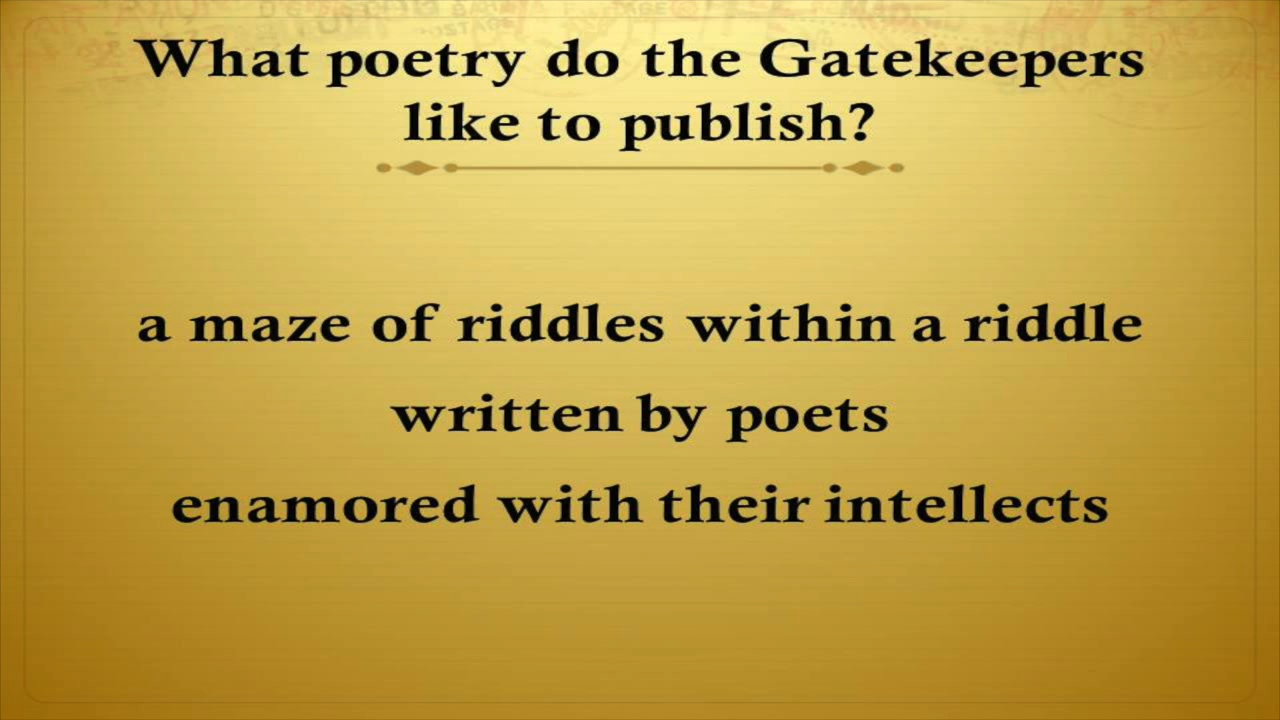 What poetry do the Gatekeepers
like to publish?
a maze of riddles within a riddle
written by poets
enamored with their intellects